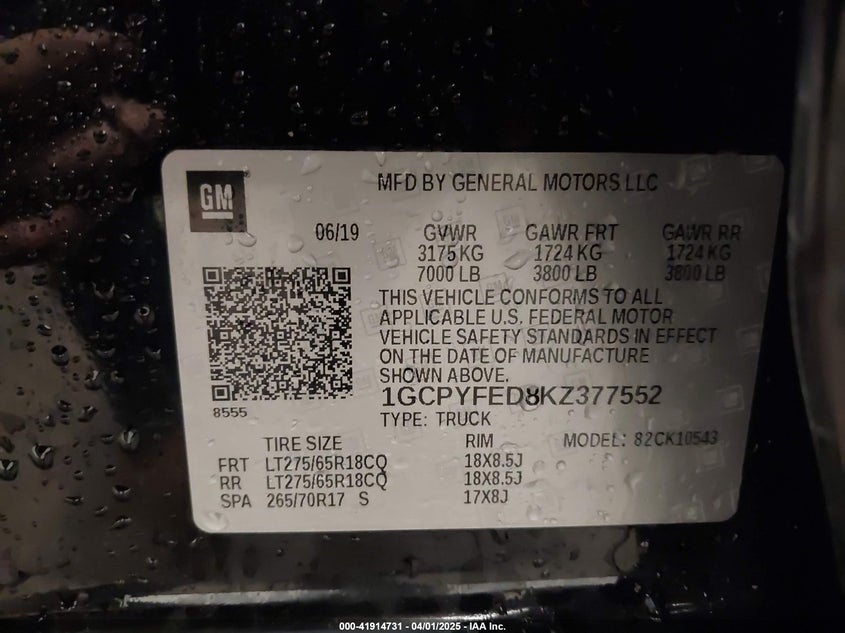 GM
MFD BY GENERAL MOTORS LLC
06/19 GVWR GAWR FRT GAWR RR
3175 KG 1724 KG 1724 KG
7000 LB 3800 LB 3800 LB
THIS VEHICLE CONFORMS TO ALL
APPLICABLE U.S. FEDERAL MOTOR
VEHICLE SAFETY STANDARDS IN EFFECT
ON THE DATE OF MANUFACTURE
SHOWN ABOVE.
1GCPYFED8KZ377552
8555
TYPE: TRUCK
TIRE SIZE RIM MODEL: 82CK10543
FRT LT275/65R18CQ 18X8.5J
RR LT275/65R18CQ 18X8.5J
SPA 265/70R17 S 17X8J
000-41914731 - 04/01/2025 - IAA Inc.